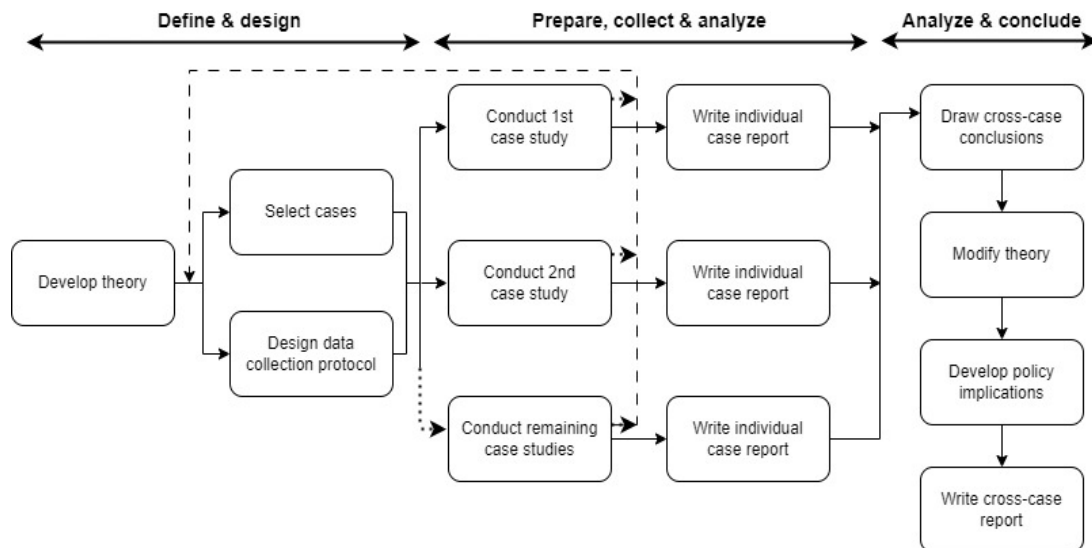 Define & design
Prepare, collect & analyze
Analyze & conclude
Develop theory
Select cases
Design data
collection protocol
Conduct 1st
case study
Write individual
case report
Conduct 2nd
case study
Write individual
case report
Conduct remaining
case studies
Write individual
case report
Draw cross-case
conclusions
Modify theory
Develop policy
implications
Write cross-case
report